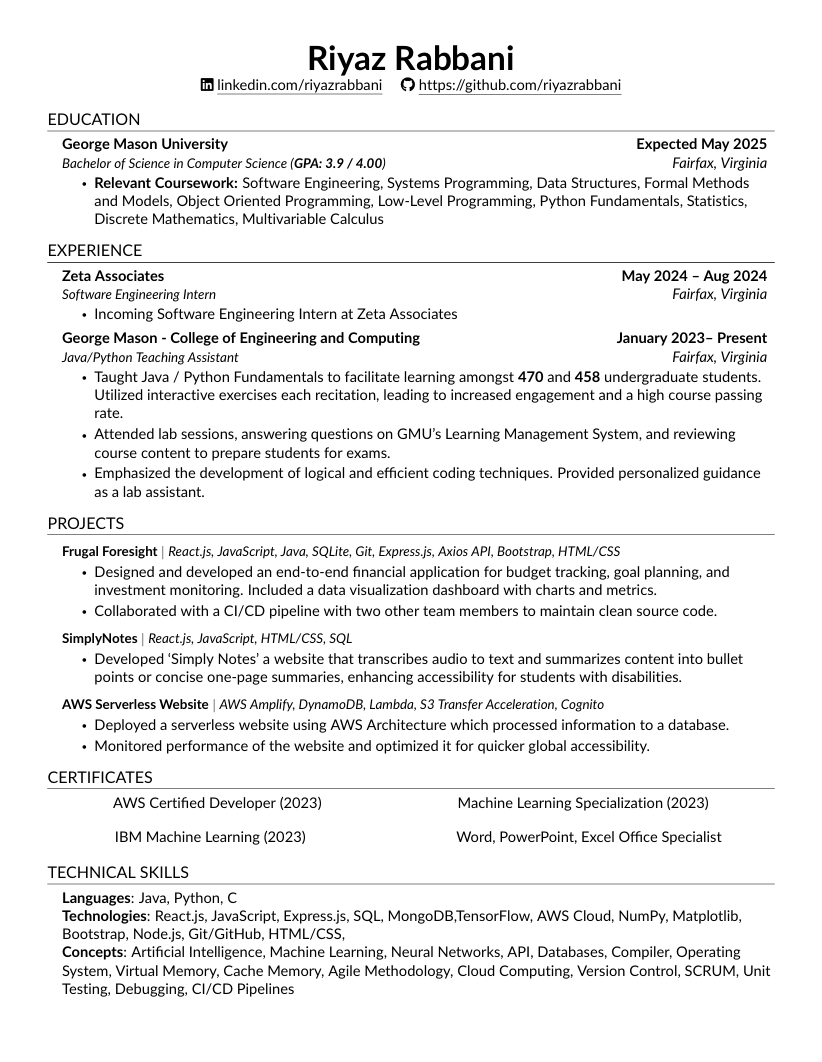 Riyaz Rabbani
linkedin.com/riyazrabbani https://github.com/riyazrabbani
EDUCATION
George Mason University Expected May 2025
Bachelor of Science in Computer Science (GPA: 3.9 / 4.00) Fairfax, Virginia
• Relevant Coursework: Software Engineering, Systems Programming, Data Structures, Formal Methods
and Models, Object Oriented Programming, Low-Level Programming, Python Fundamentals, Statistics,
Discrete Mathematics, Multivariable Calculus
EXPERIENCE
Zeta Associates May 2024 – Aug 2024
Software Engineering Intern Fairfax, Virginia
• Incoming Software Engineering Intern at Zeta Associates
George Mason - College of Engineering and Computing January 2023– Present
Java/Python Teaching Assistant Fairfax, Virginia
• Taught Java / Python Fundamentals to facilitate learning amongst 470 and 458 undergraduate students.
Utilized interactive exercises each recitation, leading to increased engagement and a high course passing
rate.
• Attended lab sessions, answering questions on GMU’s Learning Management System, and reviewing
course content to prepare students for exams.
• Emphasized the development of logical and efficient coding techniques. Provided personalized guidance
as a lab assistant.
PROJECTS
Frugal Foresight | React.js, JavaScript, Java, SQLite, Git, Express.js, Axios API, Bootstrap, HTML/CSS
• Designed and developed an end-to-end financial application for budget tracking, goal planning, and
investment monitoring. Included a data visualization dashboard with charts and metrics.
• Collaborated with a CI/CD pipeline with two other team members to maintain clean source code.
SimplyNotes | React.js, JavaScript, HTML/CSS, SQL
• Developed ‘Simply Notes’ a website that transcribes audio to text and summarizes content into bullet
points or concise one-page summaries, enhancing accessibility for students with disabilities.
AWS Serverless Website | AWS Amplify, DynamoDB, Lambda, S3 Transfer Acceleration, Cognito
• Deployed a serverless website using AWS Architecture which processed information to a database.
• Monitored performance of the website and optimized it for quicker global accessibility.
CERTIFICATES
AWS Certified Developer (2023) Machine Learning Specialization (2023)
IBM Machine Learning (2023) Word, PowerPoint, Excel Office Specialist
TECHNICAL SKILLS
Languages: Java, Python, C
Technologies: React.js, JavaScript, Express.js, SQL, MongoDB,TensorFlow, AWS Cloud, NumPy, Matplotlib,
Bootstrap, Node.js, Git/GitHub, HTML/CSS,
Concepts: Artificial Intelligence, Machine Learning, Neural Networks, API, Databases, Compiler, Operating
System, Virtual Memory, Cache Memory, Agile Methodology, Cloud Computing, Version Control, SCRUM, Unit
Testing, Debugging, CI/CD Pipelines